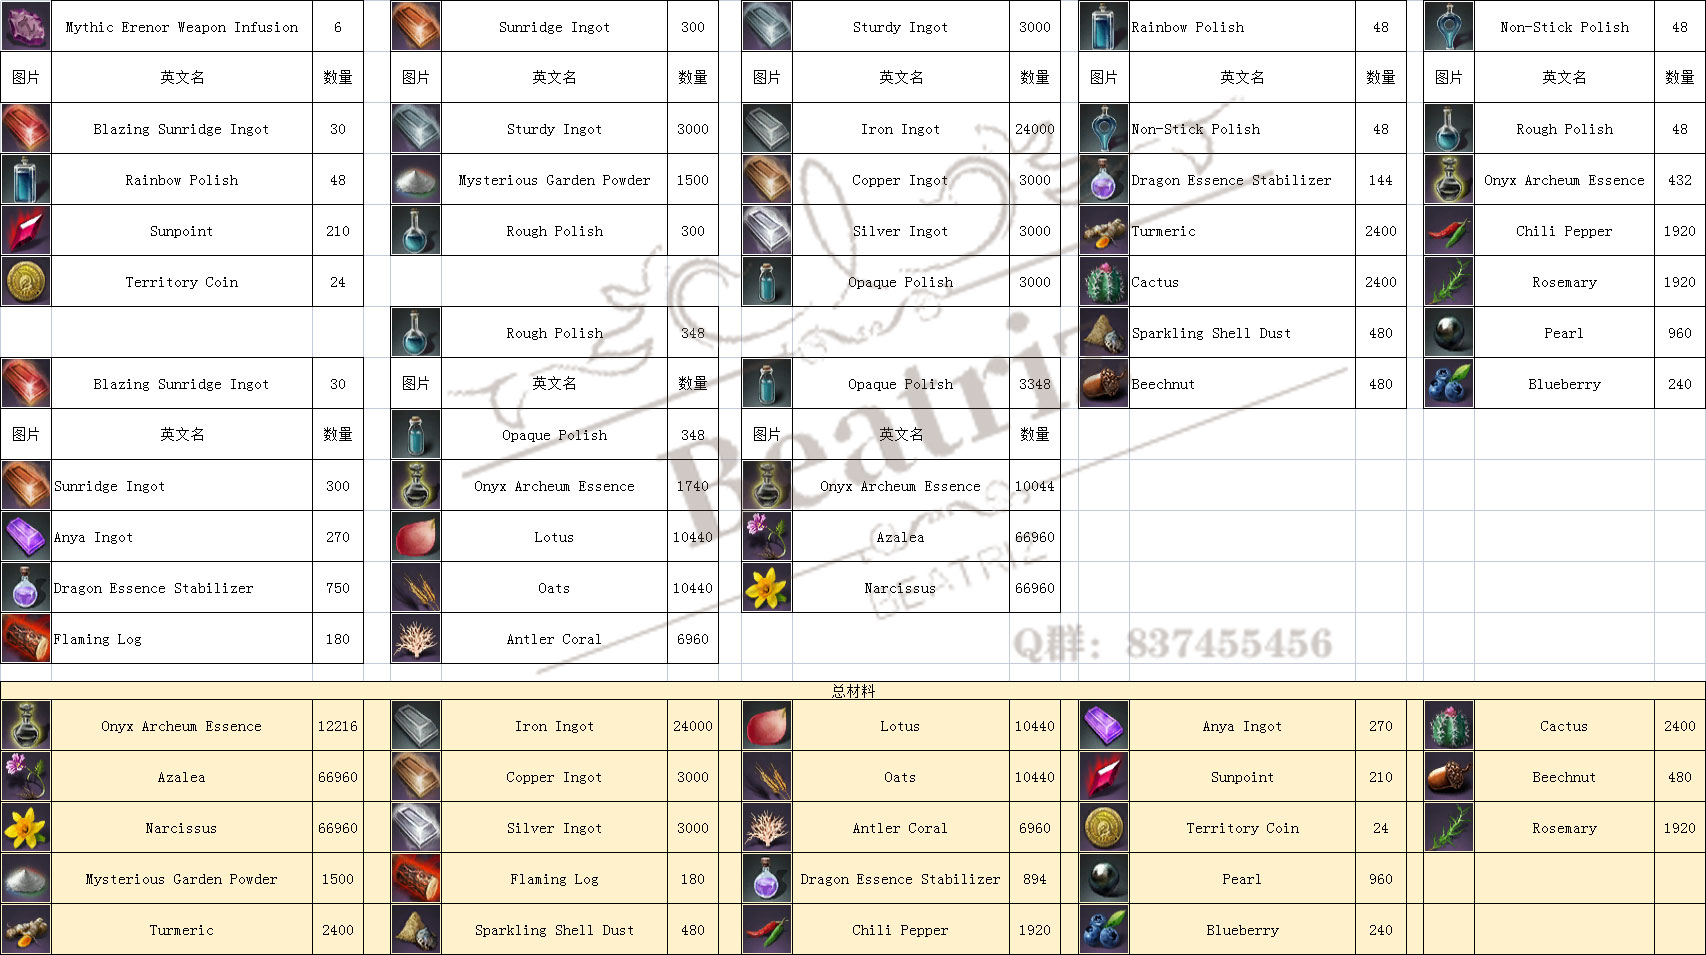 Mythic Erenor Weapon Infusion 6 Sunridge Ingot 300 Sturdy Ingot 3000 Rainbow Polish 48 Non-Stick Polish 48
图片 英文名 数量 图片 英文名 数量 图片 英文名 数量 图片 英文名 数量 图片 英文名 数量
Blazing Sunridge Ingot 30 Sturdy Ingot 3000 Iron Ingot 24000 Non-Stick Polish 48 Rough Polish 48
Rainbow Polish 48 Mysterious Garden Powder 1500 Copper Ingot 3000 Dragon Essence Stabilizer 144 Onyx Archeum Essence 432
Sunpoint 210 Rough Polish 300 Silver Ingot 3000 Turmeric 2400 Chili Pepper 1920
Territory Coin 24 Opaque Polish 3000 Cactus 2400 Rosemary 1920
Rough Polish 348 Sparkling Shell Dust 480 Pearl 960
Blazing Sunridge Ingot 30 图片 英文名 数量 Opaque Polish 3348 Beechnut 480 Blueberry 240
图片 英文名 数量 Opaque Polish 348 图片 英文名 数量
Sunridge Ingot 300 Onyx Archeum Essence 1740 Onyx Archeum Essence 10044
Anya Ingot 270 Lotus 10440 Azalea 66960
Dragon Essence Stabilizer 750 Oats 10440 Narcissus 66960
Flaming Log 180 Antler Coral 6960
Beatriz
BEATRIZ
Q群：837455456
总材料
Onyx Archeum Essence 12216 Iron Ingot 24000 Lotus 10440 Anya Ingot 270 Cactus 2400
Azalea 66960 Copper Ingot 3000 Oats 10440 Sunpoint 210 Beechnut 480
Narcissus 66960 Silver Ingot 3000 Antler Coral 6960 Territory Coin 24 Rosemary 1920
Mysterious Garden Powder 1500 Flaming Log 180 Dragon Essence Stabilizer 894 Pearl 960
Turmeric 2400 Sparkling Shell Dust 480 Chili Pepper 1920 Blueberry 240